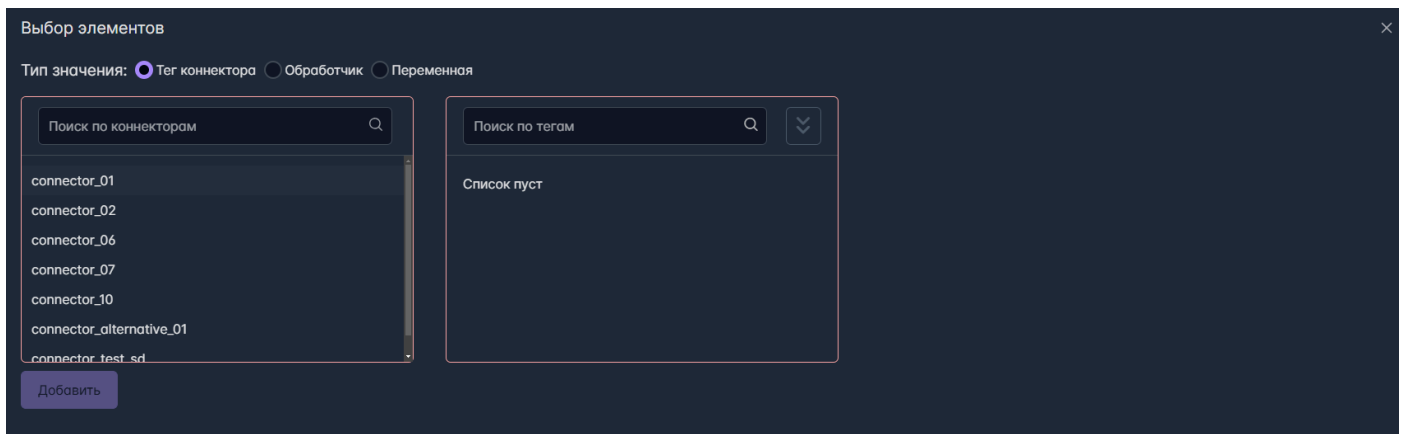 Выбор элементов
Тип значения: Тег коннектора Обработчик Переменная
Поиск по коннекторам
connector_01
connector_02
connector_06
connector_07
connector_10
connector_alternative_01
connector_test_sd
Поиск по тегам
Список пуст
Добавить